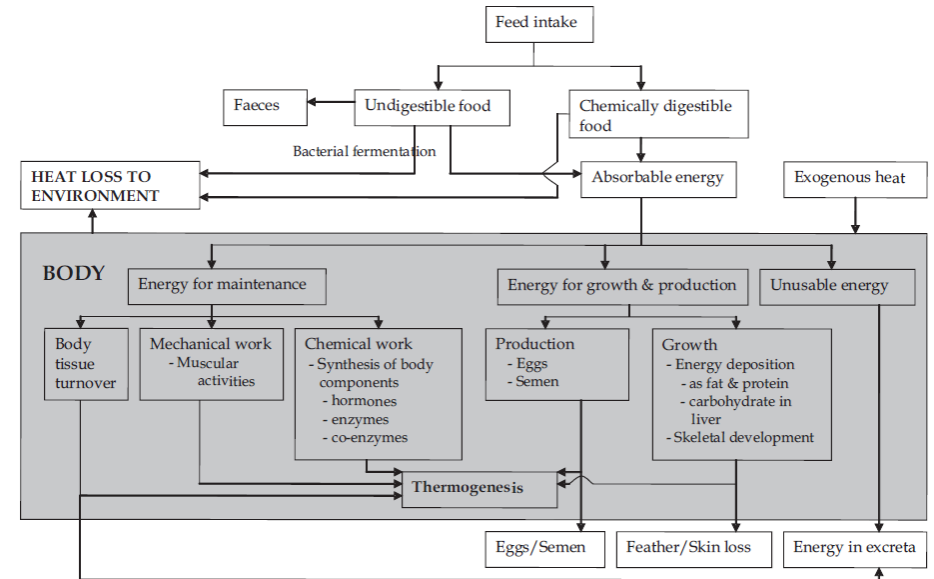 Feed intake
Faeces
Undigestible food
Chemically digestible
food
Bacterial fermentation
HEAT LOSS TO
ENVIRONMENT
Absorbable energy
Exogenous heat
BODY
Energy for maintenance
Energy for growth & production
Unusable energy
Body
tissue
turnover
Mechanical work
- Muscular
activities
Chemical work
- Synthesis of body
components
- hormones
- enzymes
- co-enzymes
Production
- Eggs
- Semen
Growth
- Energy deposition
- as fat & protein
- carbohydrate in
liver
- Skeletal development
Thermogenesis
Eggs/Semen
Feather/Skin loss
Energy in excreta